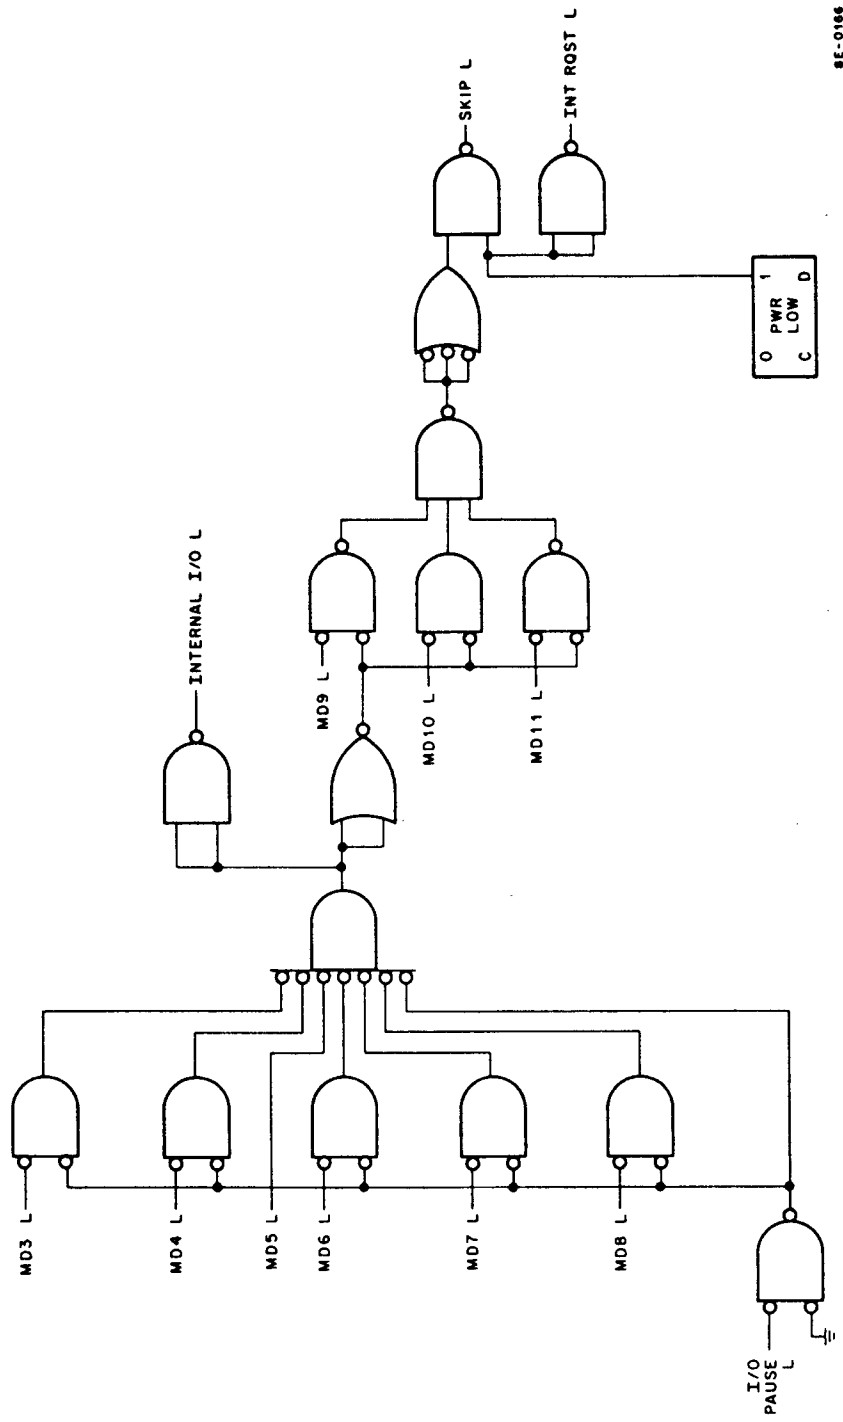 MD3 L
MD4 L
MD5 L
MD6 L
MD7 L
MD8 L
I/O
PAUSE
L
INTERNAL I/O L
MD9 L
MD10 L
MD11 L
SKIP L
INT RQST L
0 1
PWR
LOW
C D
8E-0166